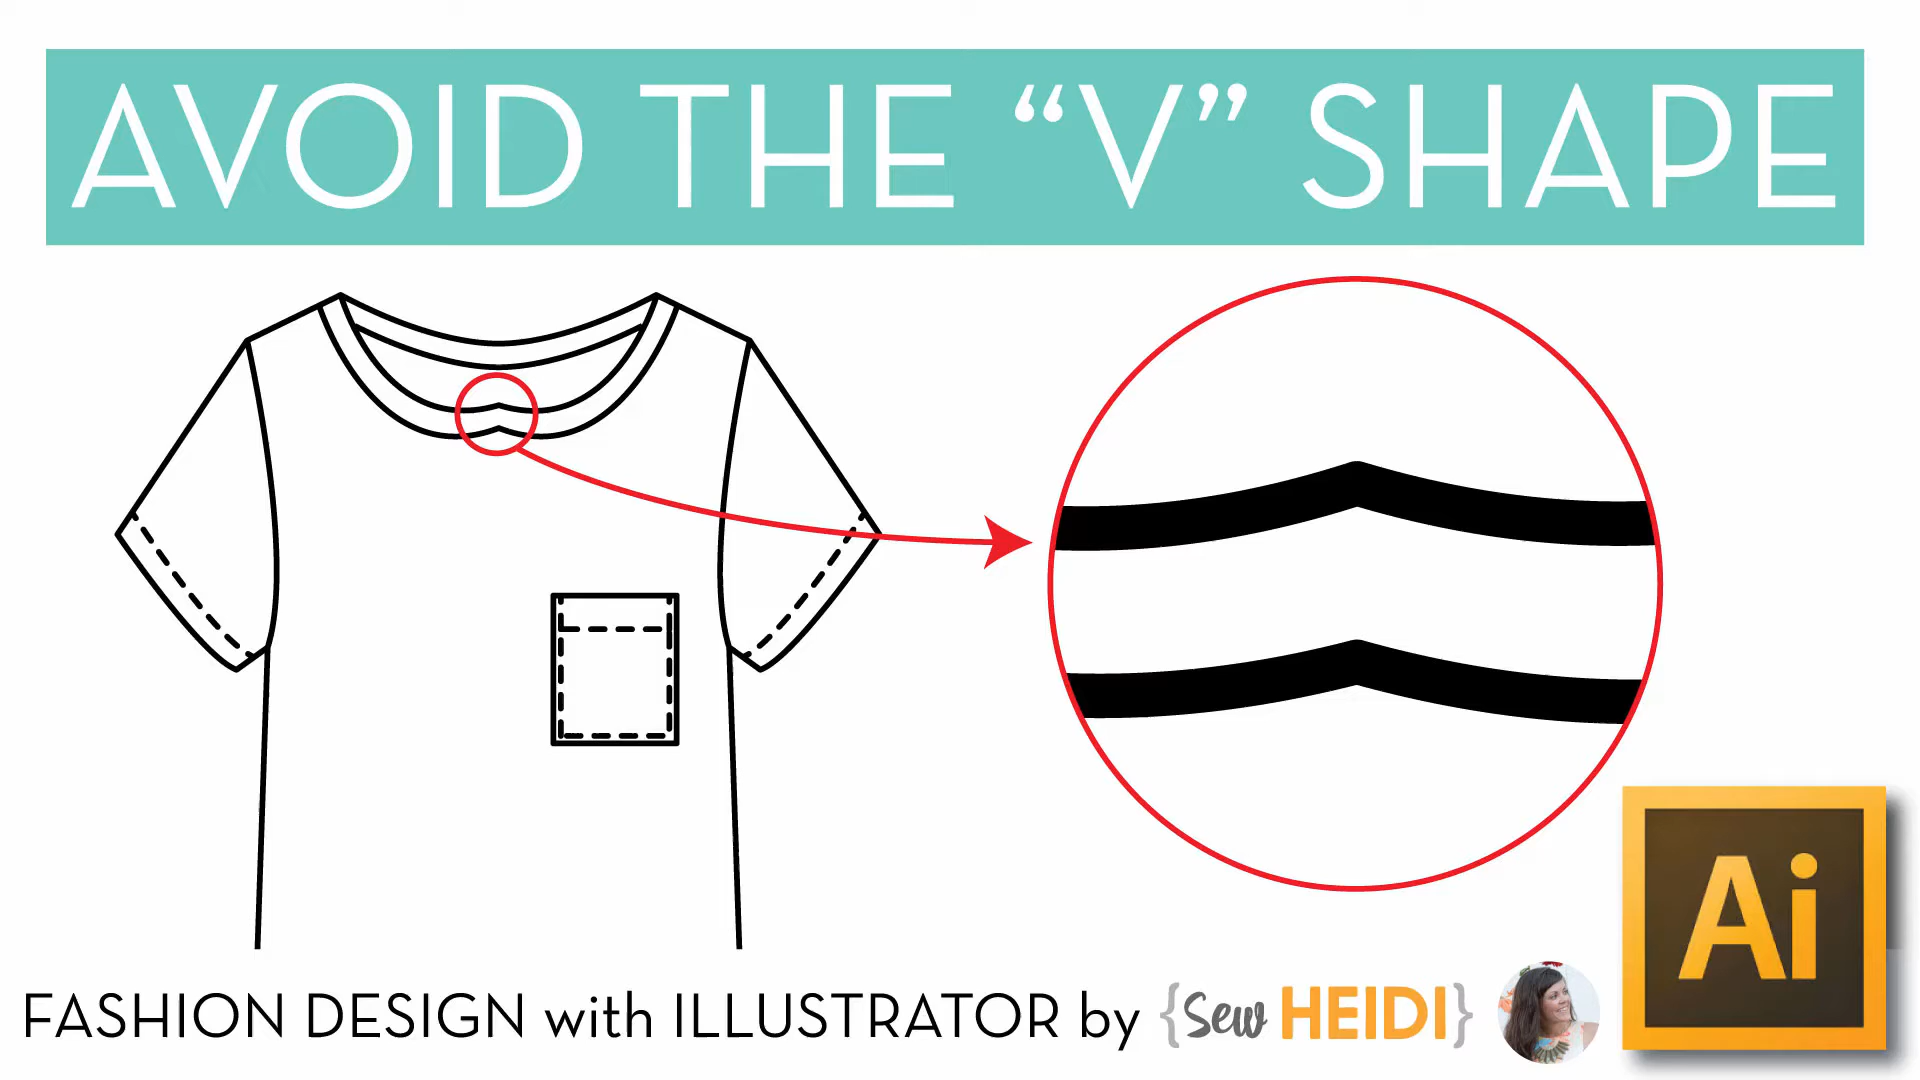 AVOID THE “V” SHAPE
Ai
FASHION DESIGN with ILLUSTRATOR by {Sew HEIDI}